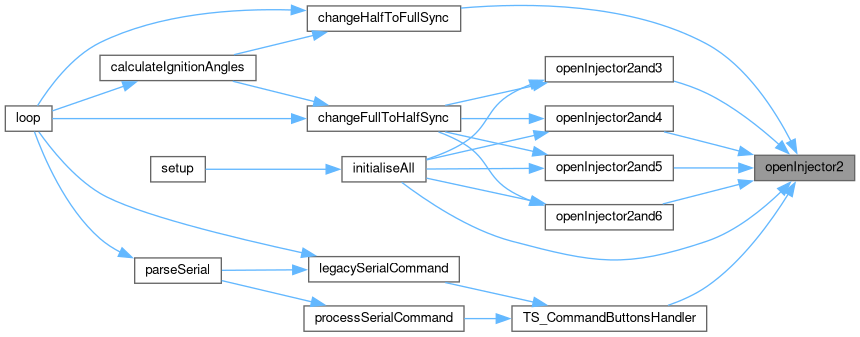 changeHalfToFullSync
calculateIgnitionAngles
openInjector2and3
loop
changeFullToHalfSync
openInjector2and4
setup
initialiseAll
openInjector2and5
openInjector2
openInjector2and6
parseSerial
legacySerialCommand
processSerialCommand
TS_CommandButtonsHandler